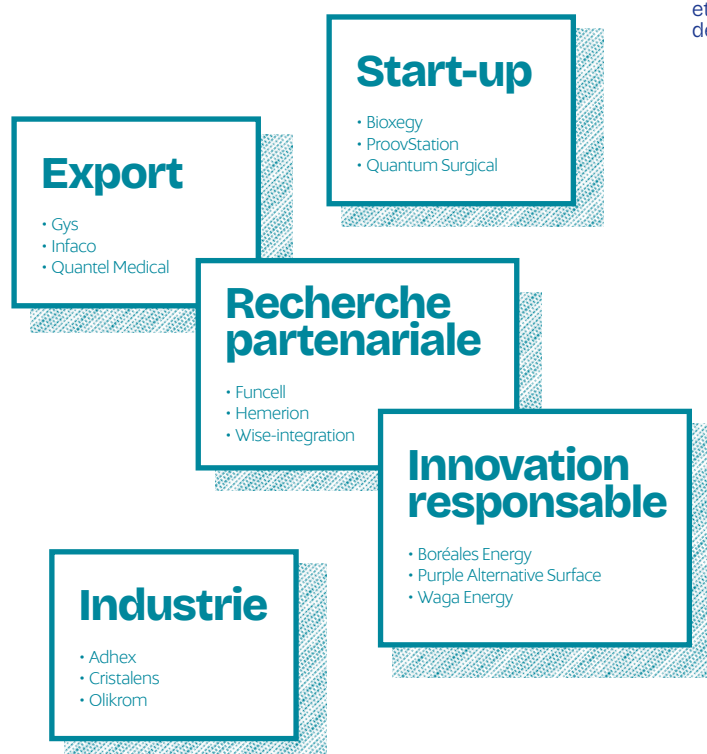 et
Start-up
• Bioxegy
• ProovStation
• Quantum Surgical
Export
• Gys
• Infaco
• Quantel Medical
Recherche
partenariale
• Funcell
• Hemerion
• Wise-integration
Innovation
responsable
• Boréales Energy
• Purple Alternative Surface
• Waga Energy
Industrie
• Adhex
• Cristalens
• Olikrom